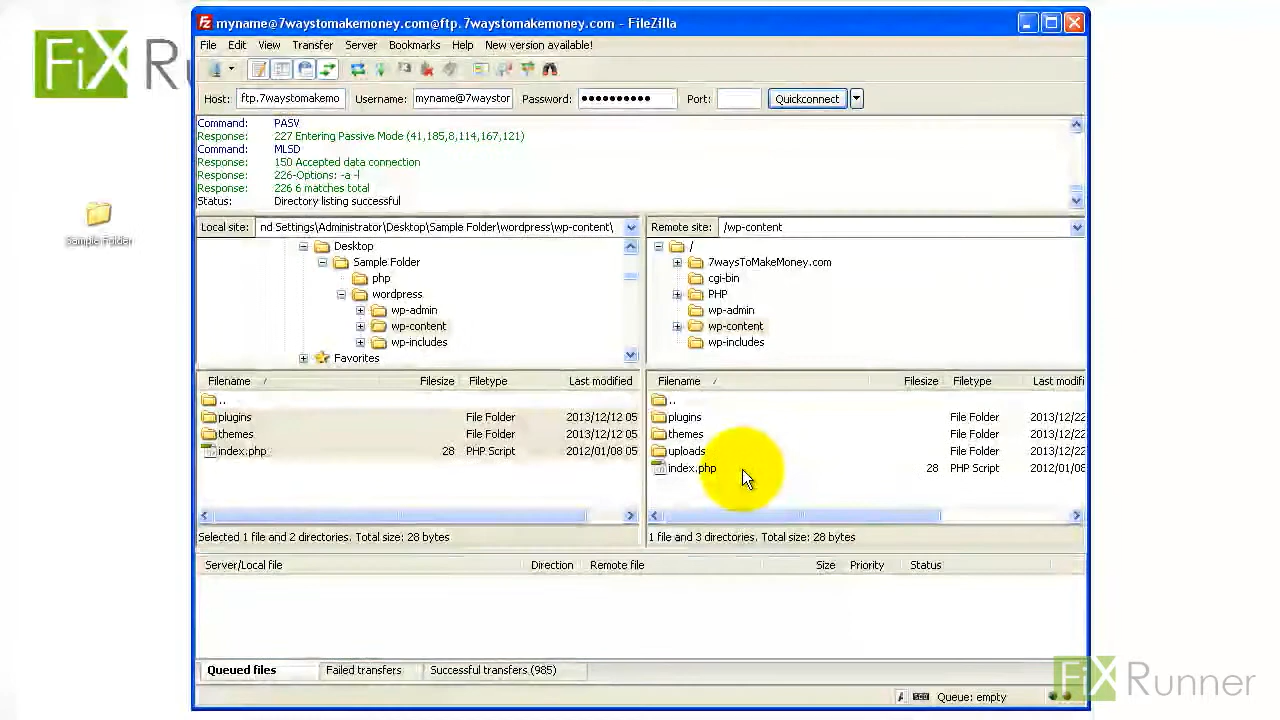 FiX Runner
myname@7waystomakemoney.com@ftp.7waystomakemoney.com - FileZilla
File Edit View Transfer Server Bookmarks Help New version available!
Host: ftp.7waystomakemo Username: myname@7waystor Password: ●●●●●●●●●● Port: Quickconnect
Command: PASV
Response: 227 Entering Passive Mode (41,185,8,114,167,121)
Command: MLSD
Response: 150 Accepted data connection
Response: 226-Options: -a -l
Response: 226 6 matches total
Status: Directory listing successful
Sample Folder
Local site: nd Settings\Administrator\Desktop\Sample Folder\wordpress\wp-content\
Desktop
Sample Folder
php
wordpress
wp-admin
wp-content
wp-includes
Favorites
Remote site: /wp-content
/
7waysToMakeMoney.com
cgi-bin
PHP
wp-admin
wp-content
wp-includes
Filename / Filesize Filetype Last modified
..
plugins File Folder 2013/12/12 05
themes File Folder 2013/12/12 05
index.php 28 PHP Script 2012/01/08 05
Selected 1 file and 2 directories. Total size: 28 bytes
Filename / Filesize Filetype Last modifi
..
plugins File Folder 2013/12/22
themes File Folder 2013/12/22
uploads File Folder 2013/12/22
index.php 28 PHP Script 2012/01/08
1 file and 3 directories. Total size: 28 bytes
Server/Local file Direction Remote file Size Priority Status
Queued files Failed transfers Successful transfers (985)
Queue: empty
FiX Runner